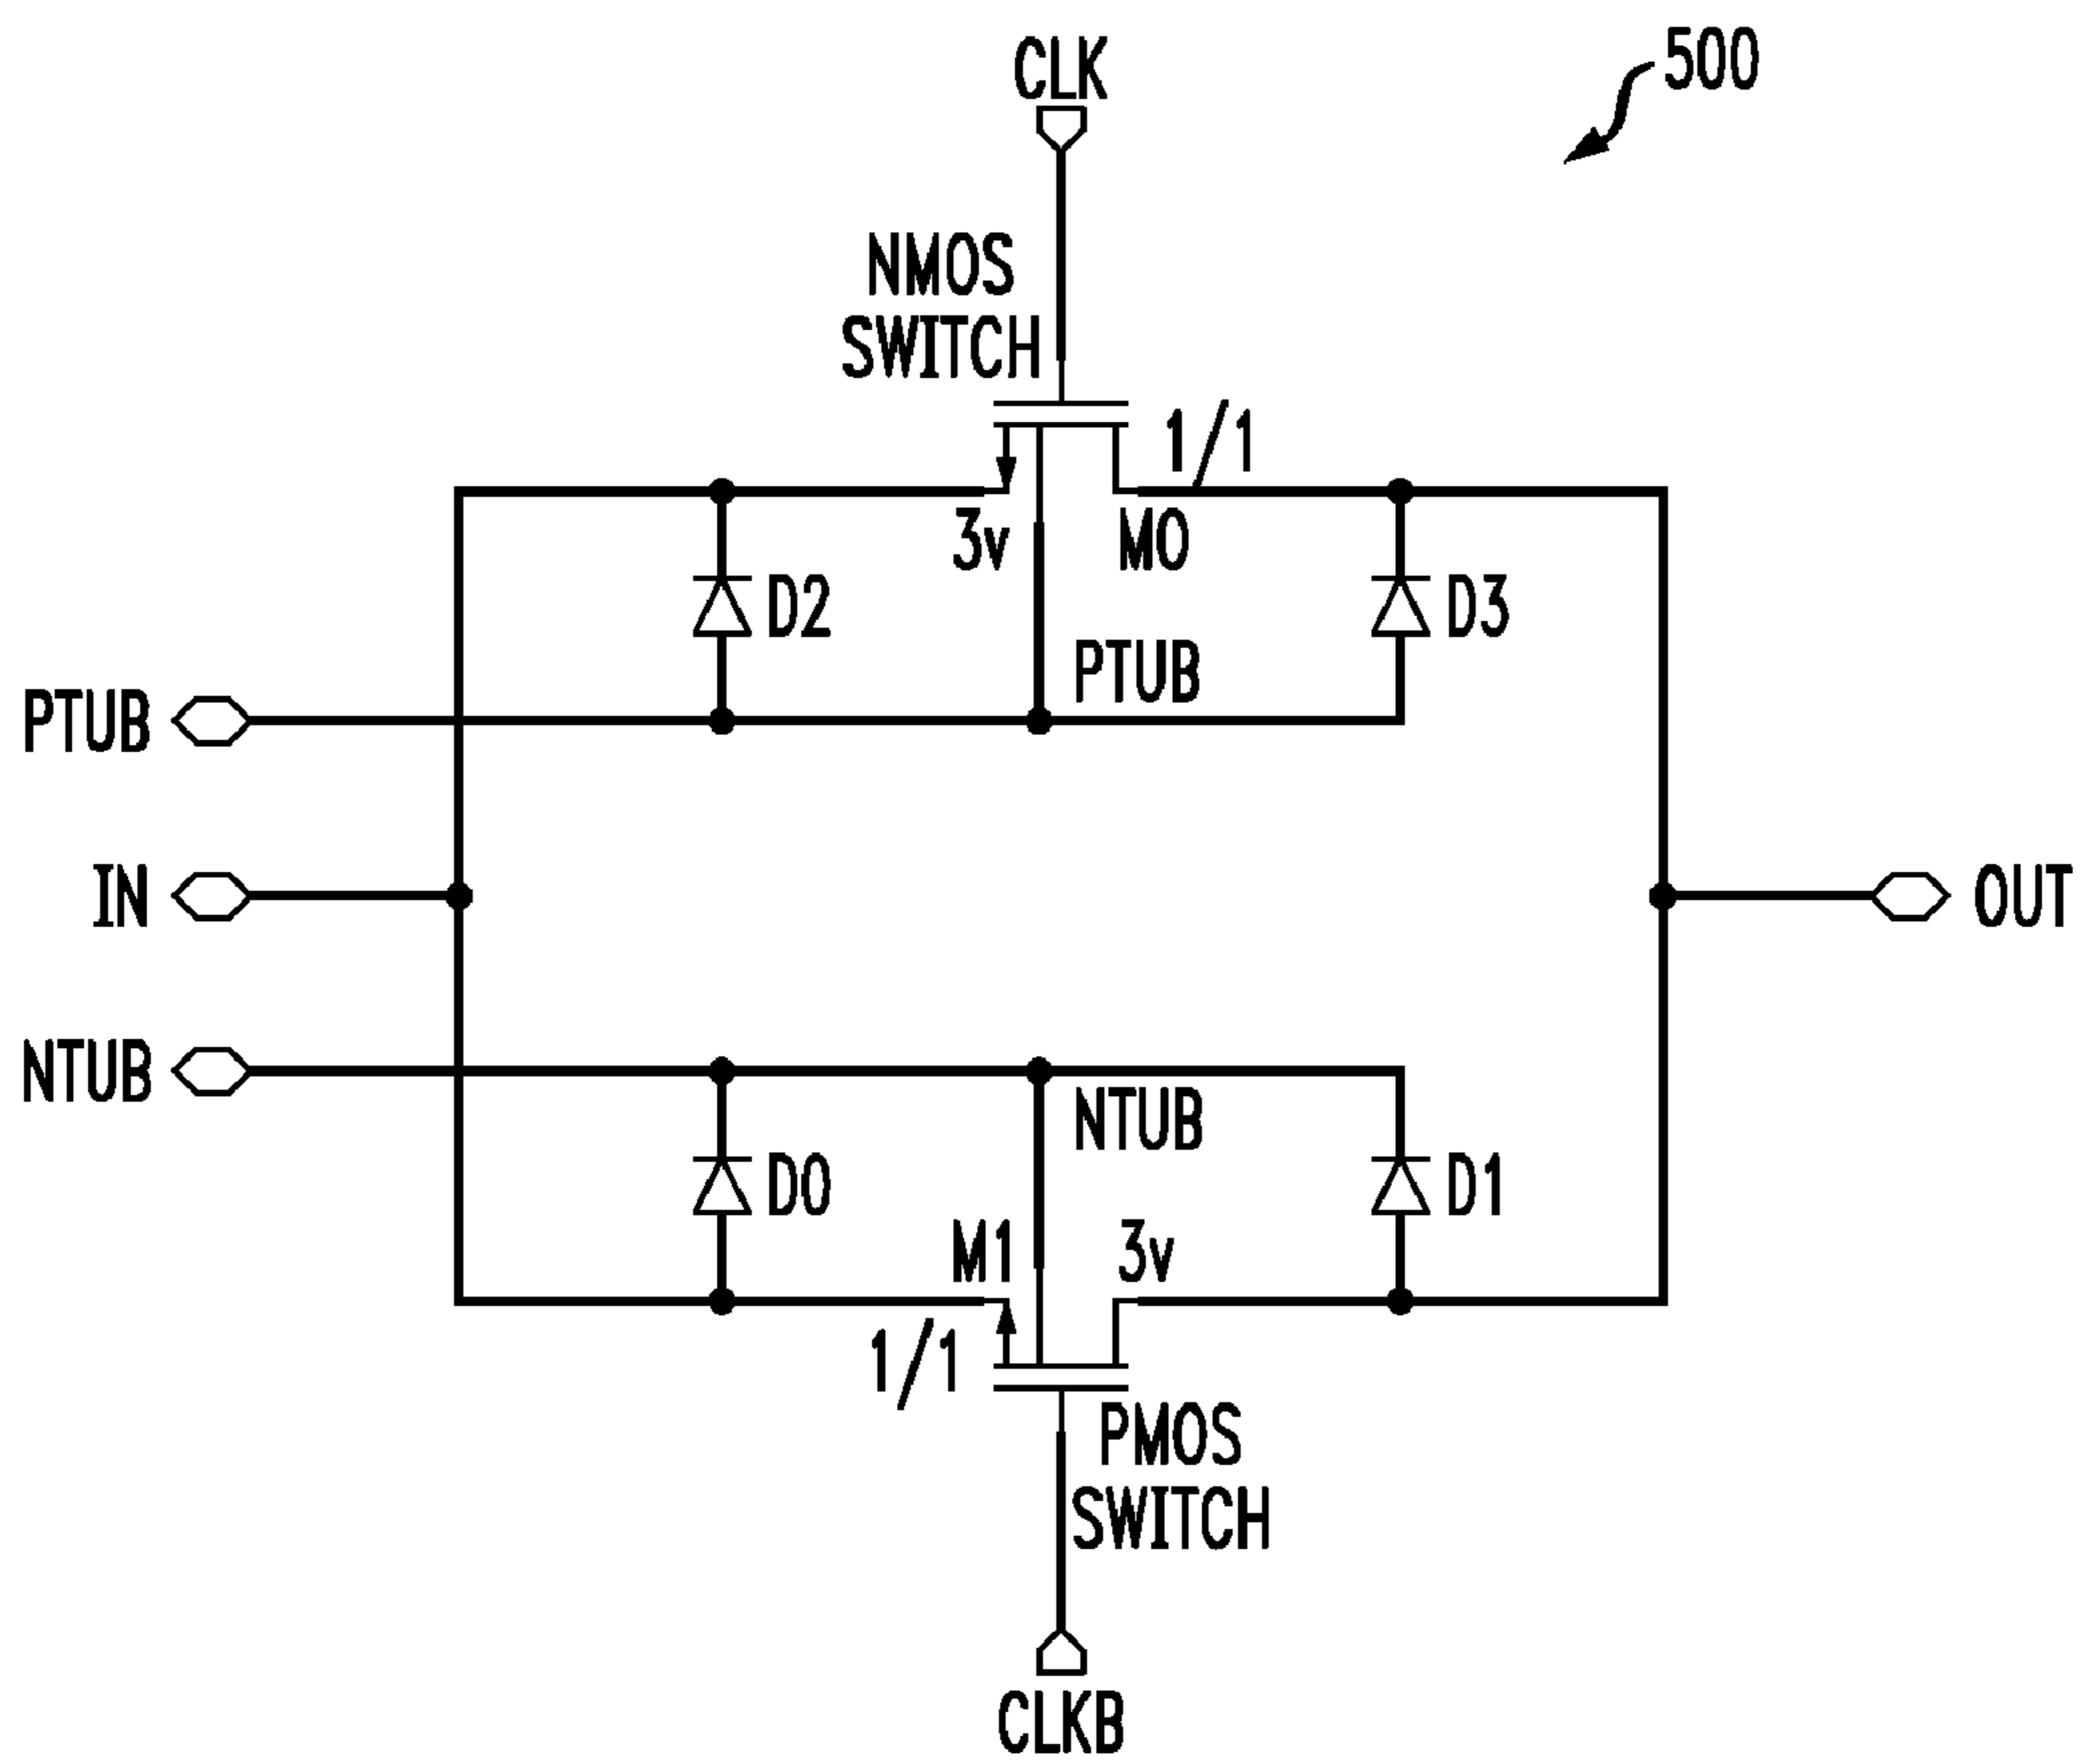 CLK
500
NMOS
SWITCH
1/1
3v
M0
D2
D3
PTUB
PTUB
IN
OUT
NTUB
NTUB
D0
D1
M1
3v
1/1
PMOS
SWITCH
CLKB